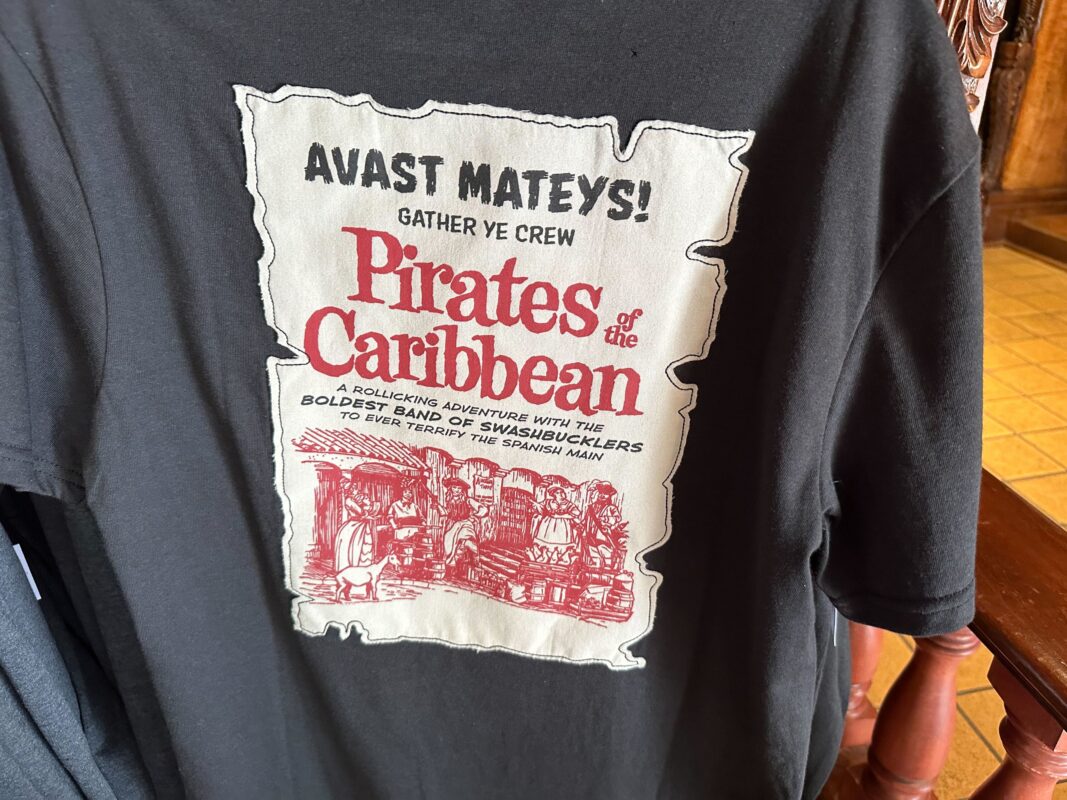 AVAST MATEYS!
GATHER YE CREW
Pirates of the
Caribbean
A ROLLICKING ADVENTURE WITH THE
BOLDEST BAND OF SWASHBUCKLERS
TO EVER TERRIFY THE SPANISH MAIN